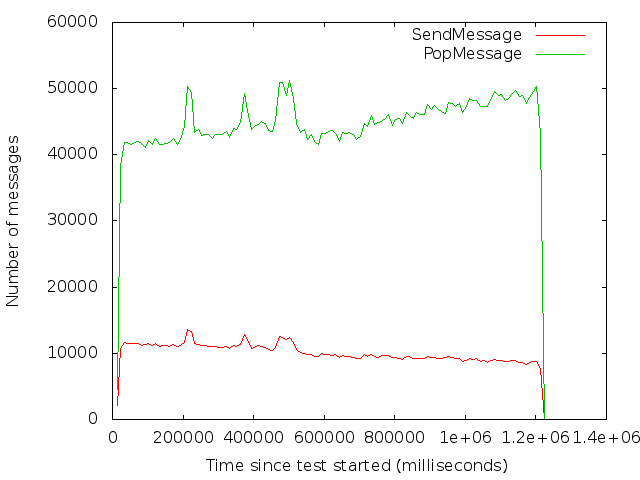 60000
SendMessage
PopMessage
50000
40000
30000
20000
10000
0
Number of messages
0 200000 400000 600000 800000 1e+06 1.2e+06 1.4e+06
Time since test started (milliseconds)